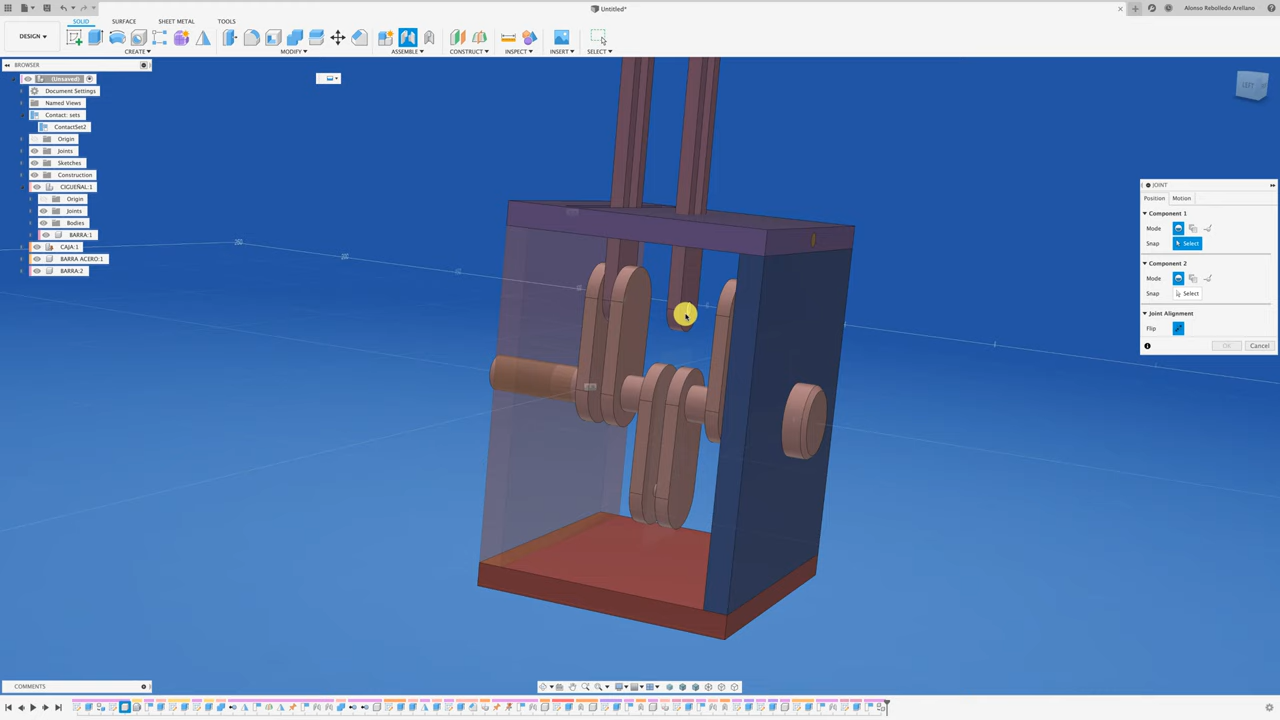 Untitled*
Alonso Rebolledo Arellano
DESIGN
SOLID
SURFACE
SHEET METAL
TOOLS
CREATE
MODIFY
ASSEMBLE
CONSTRUCT
INSPECT
INSERT
SELECT
BROWSER
(Unsaved)
Document Settings
Named Views
Contact: sets
ContactSet2
Origin
Joints
Sketches
Construction
CIGUEÑAL:1
Origin
Joints
Bodies
BARRA:1
CAJA:1
BARRA ACERO:1
BARRA:2
LEFT
JOINT
Position
Motion
Component 1
Mode
Snap
Select
Component 2
Mode
Snap
Select
Joint Alignment
Flip
OK
Cancel
COMMENTS